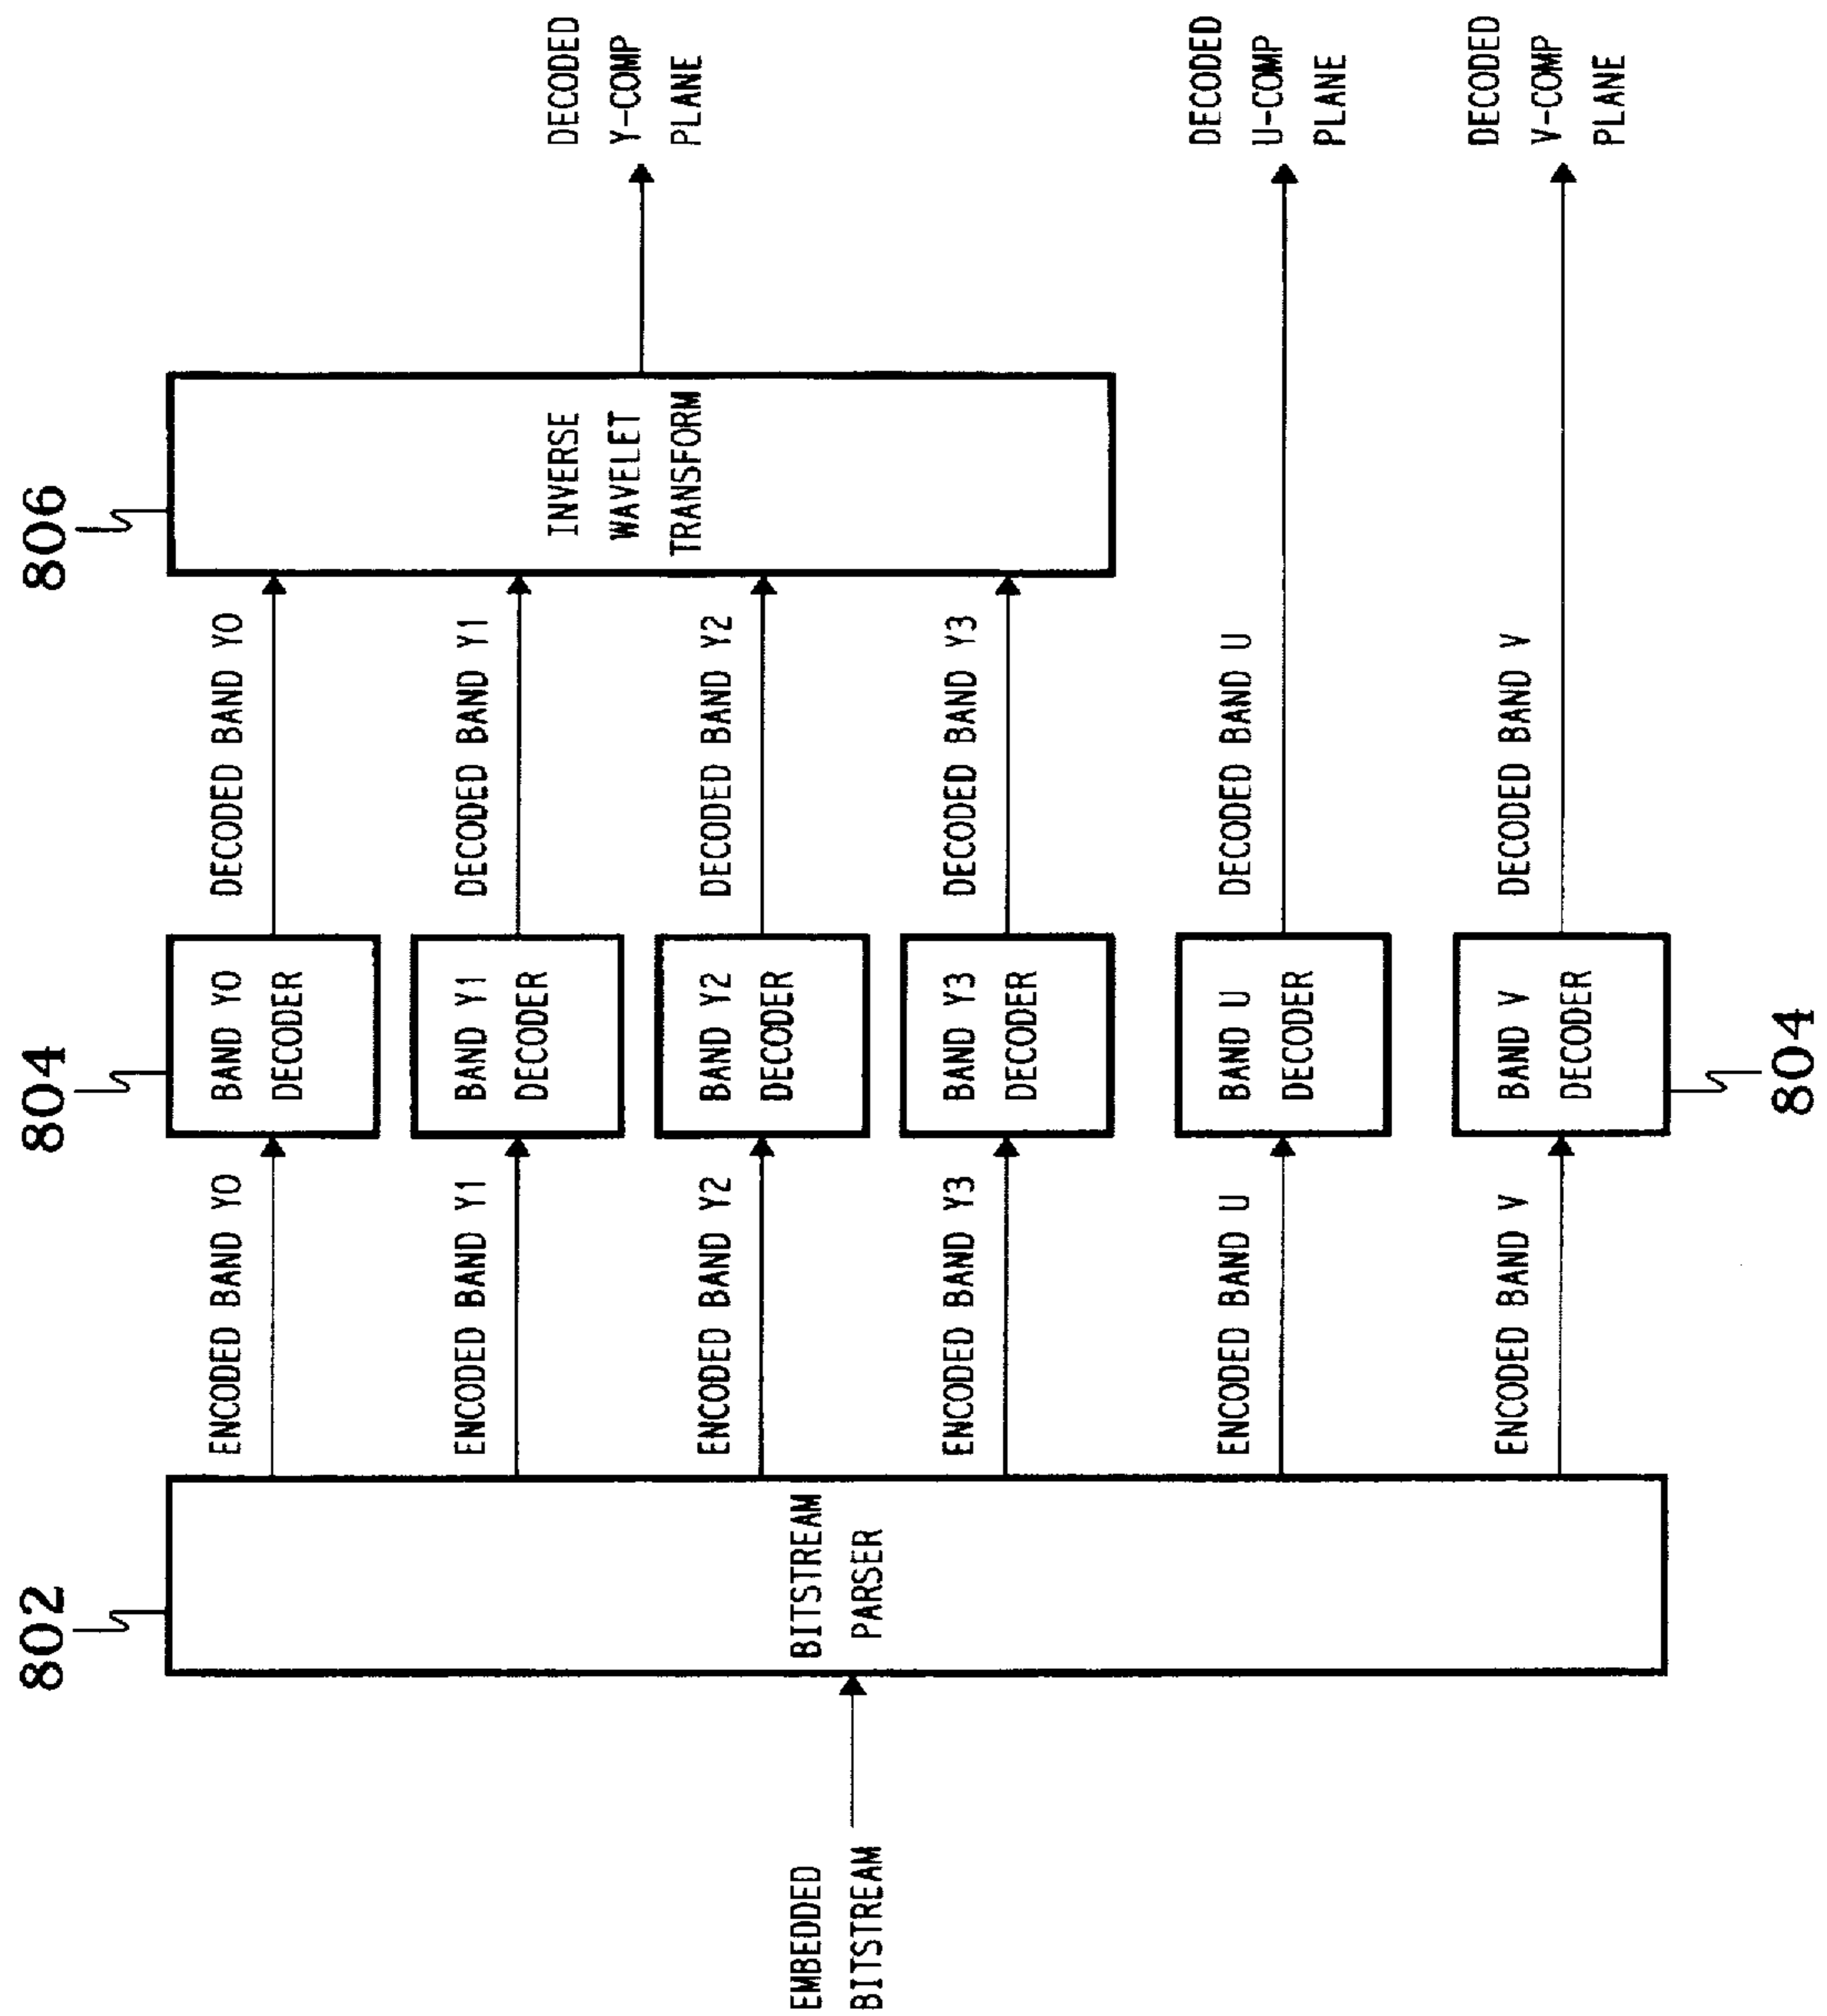 802
804
806
EMBEDDED
BITSTREAM
BITSTREAM
PARSER
ENCODED BAND Y0
BAND Y0
DECODER
DECODED BAND Y0
ENCODED BAND Y1
BAND Y1
DECODER
DECODED BAND Y1
ENCODED BAND Y2
BAND Y2
DECODER
DECODED BAND Y2
ENCODED BAND Y3
BAND Y3
DECODER
DECODED BAND Y3
INVERSE
WAVELET
TRANSFORM
DECODED
Y-COMP
PLANE
ENCODED BAND U
BAND U
DECODER
DECODED BAND U
DECODED
U-COMP
PLANE
ENCODED BAND V
BAND V
DECODER
DECODED BAND V
DECODED
V-COMP
PLANE
804